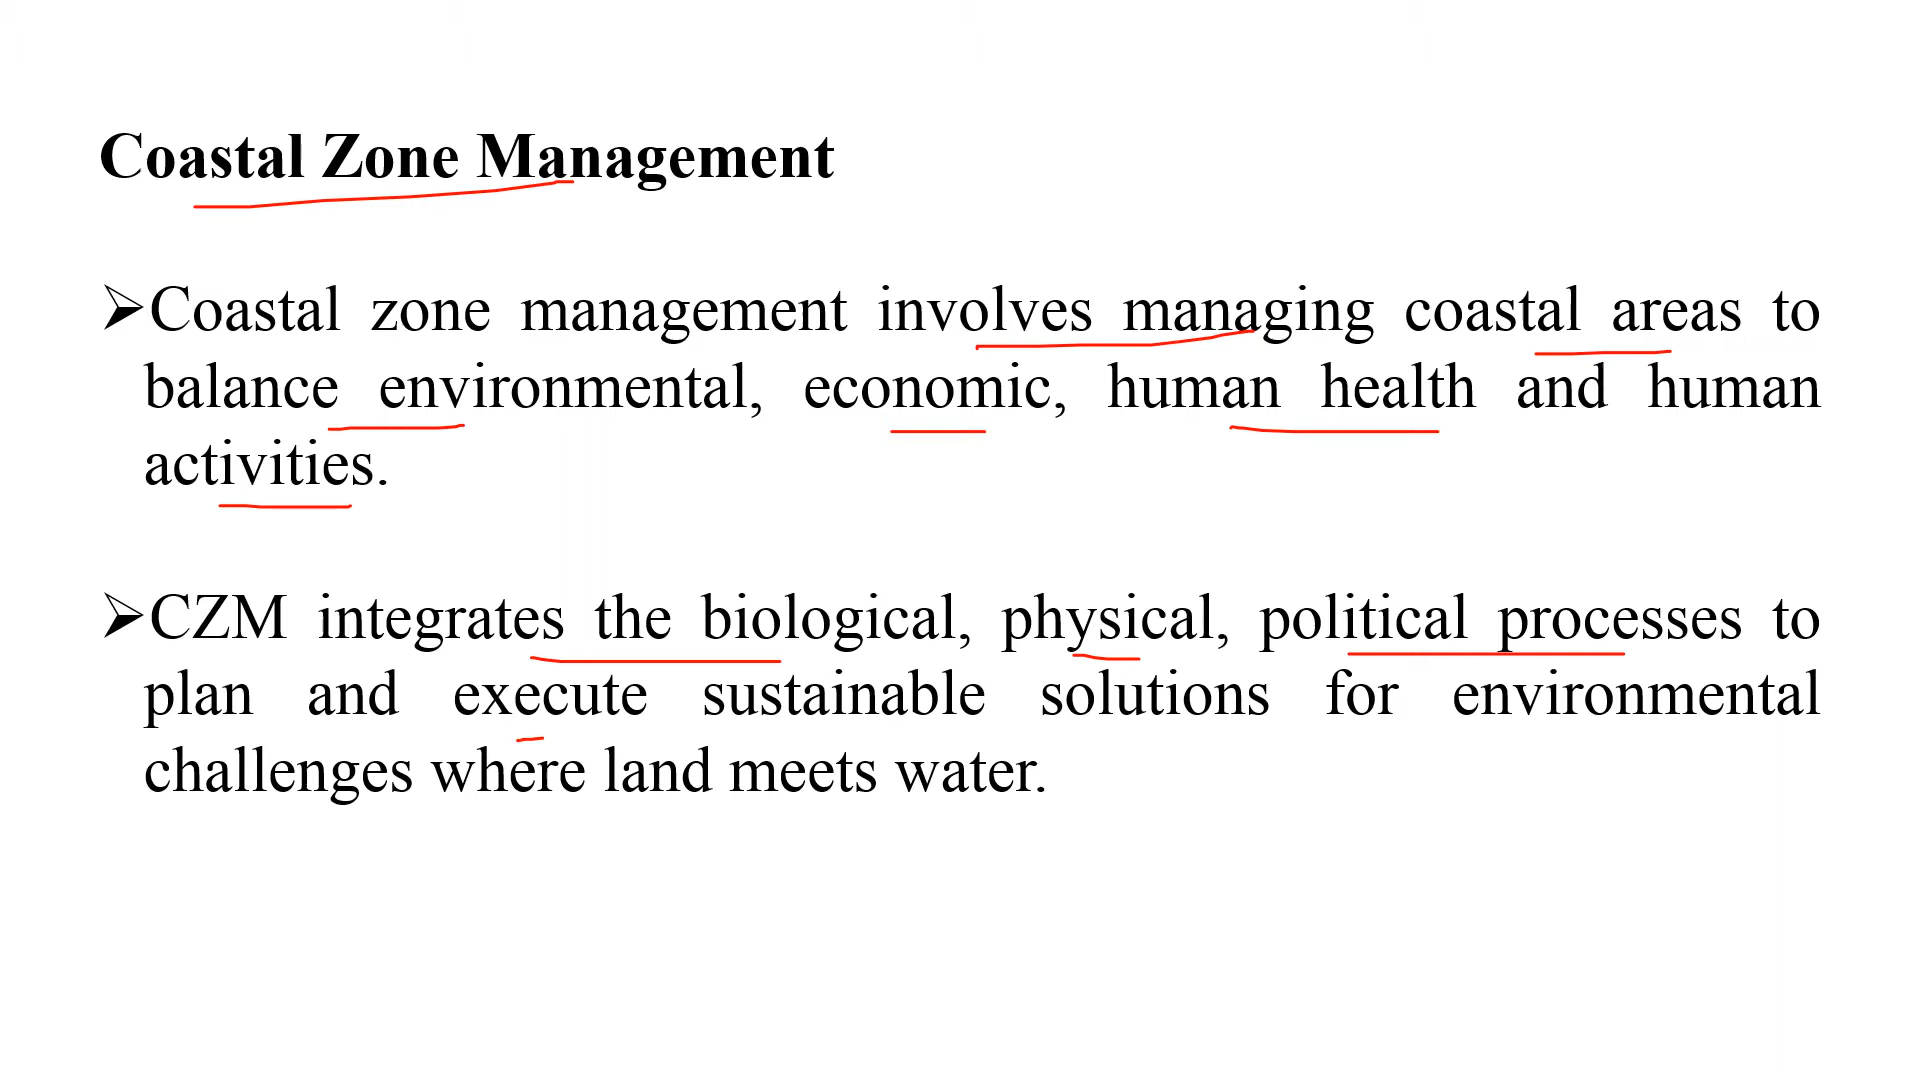 Coastal Zone Management
➢Coastal zone management involves managing coastal areas to
balance environmental, economic, human health and human
activities.
➢CZM integrates the biological, physical, political processes to
plan and execute sustainable solutions for environmental
challenges where land meets water.